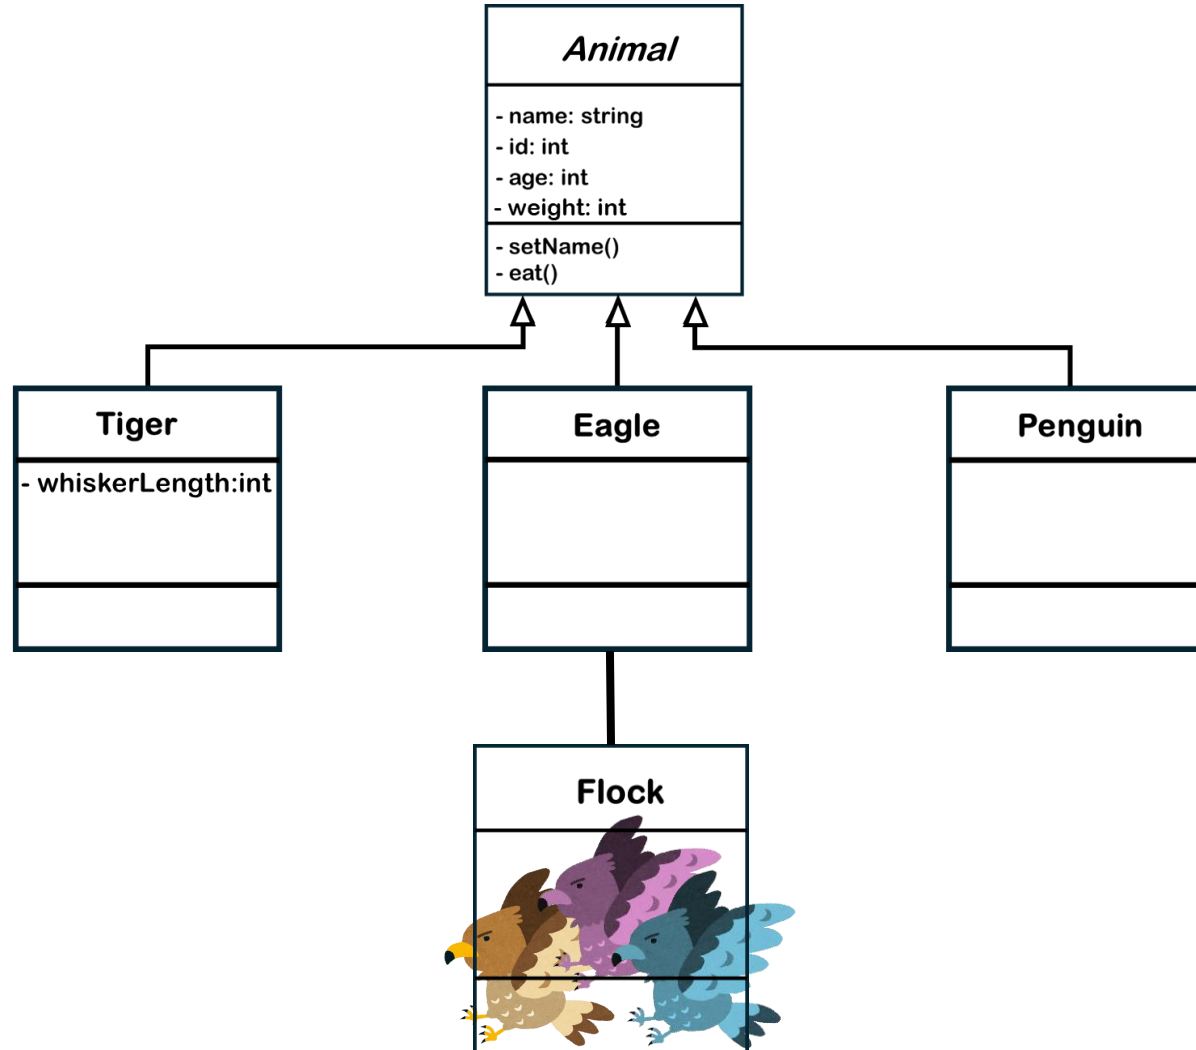 Animal
- name: string
- id: int
- age: int
- weight: int
- setName()
- eat()
Tiger
- whiskerLength:int
Eagle
Penguin
Flock